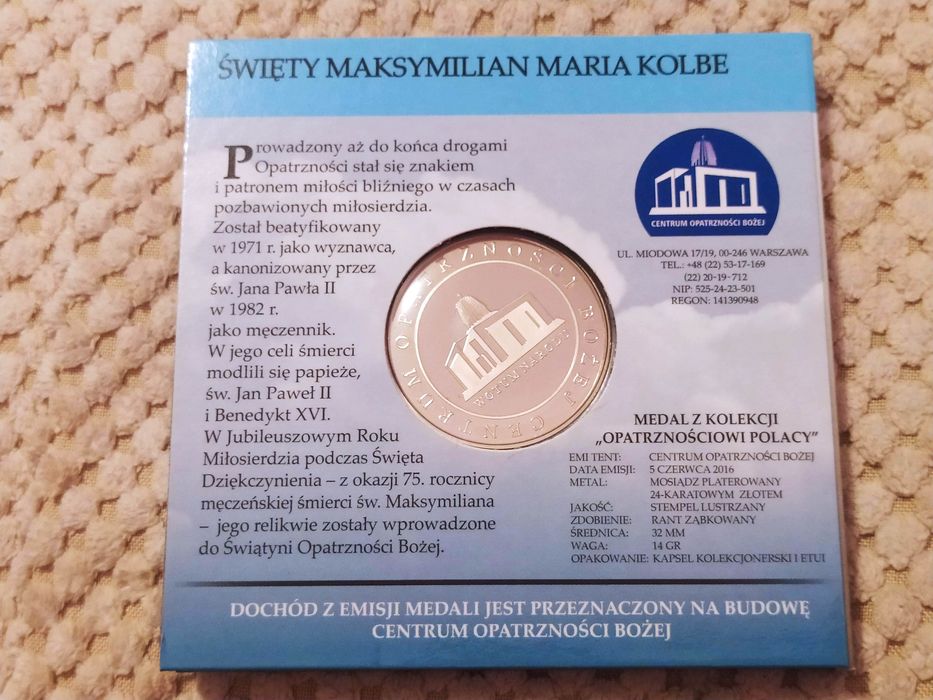 ŚWIĘTY MAKSYMILIAN MARIA KOLBE
Prowadzony aż do końca drogami
Opatrzności stał się znakiem
i patronem miłości bliźniego w czasach
pozbawionych miłosierdzia.
Został beatyfikowany
w 1971 r. jako wyznawca,
a kanonizowany przez
św. Jana Pawła II
w 1982 r.
jako męczennik.
W jego celi śmierci
modlili się papieże,
św. Jan Paweł II
i Benedykt XVI.
W Jubileuszowym Roku
Miłosierdzia podczas Święta
Dziękczynienia – z okazji 75. rocznicy
męczeńskiej śmierci św. Maksymiliana
– jego relikwie zostały wprowadzone
do Świątyni Opatrzności Bożej.
CENTRUM OPATRZNOŚCI BOŻEJ
UL. MIODOWA 17/19, 00-246 WARSZAWA
TEL.: +48 (22) 53-17-169
(22) 20-19-712
NIP: 525-24-23-501
REGON: 141390948
CENTRUM OPATRZNOŚCI BOŻEJ
WOTUM NARODU
MEDAL Z KOLEKCJI
„OPATRZNOŚCIOWI POLACY”
EMITENT: CENTRUM OPATRZNOŚCI BOŻEJ
DATA EMISJI: 5 CZERWCA 2016
METAL: MOSIĄDZ PLATEROWANY
24-KARATOWYM ZŁOTEM
JAKOŚĆ: STEMPEL LUSTRZANY
ZDOBIENIE: RANT ZĄBKOWANY
ŚREDNICA: 32 MM
WAGA: 14 GR
OPAKOWANIE: KAPSEL KOLEKCJONERSKI I ETUI
DOCHÓD Z EMISJI MEDALI JEST PRZEZNACZONY NA BUDOWĘ
CENTRUM OPATRZNOŚCI BOŻEJ